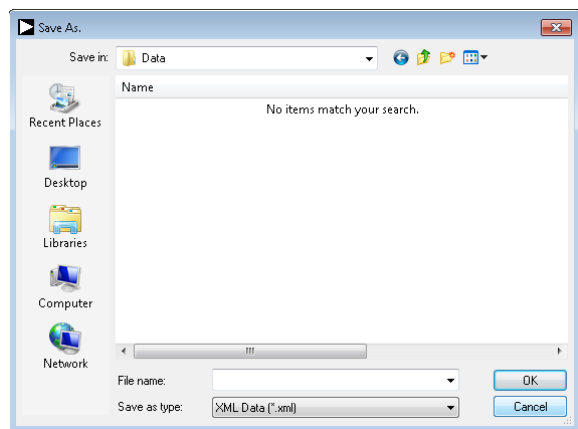 Save As.
Save in: Data
Name
No items match your search.
Recent Places
Desktop
Libraries
Computer
Network
File name:
OK
Save as type: XML Data (*.xml)
Cancel